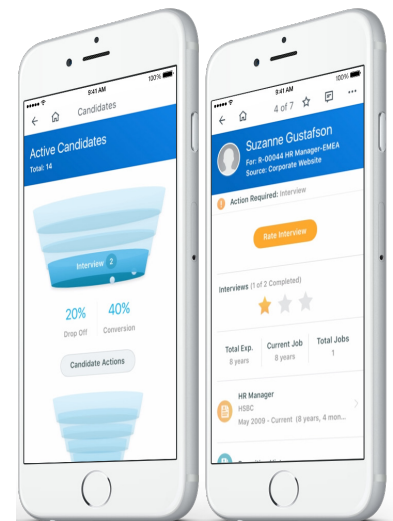 9:41 AM
100%
Candidates
Active Candidates
Total: 14
Interview 2
20%
40%
Drop Off
Conversion
Candidate Actions
9:41 AM
100%
4 of 7
Suzanne Gustafson
For: R-00044 HR Manager-EMEA
Source: Corporate Website
Action Required: Interview
Rate Interview
Interviews (1 of 2 Completed)
Total Exp.
8 years
Current Job
8 years
Total Jobs
1
HR Manager
HSBC
May 2009 - Current (8 years, 4 mon...